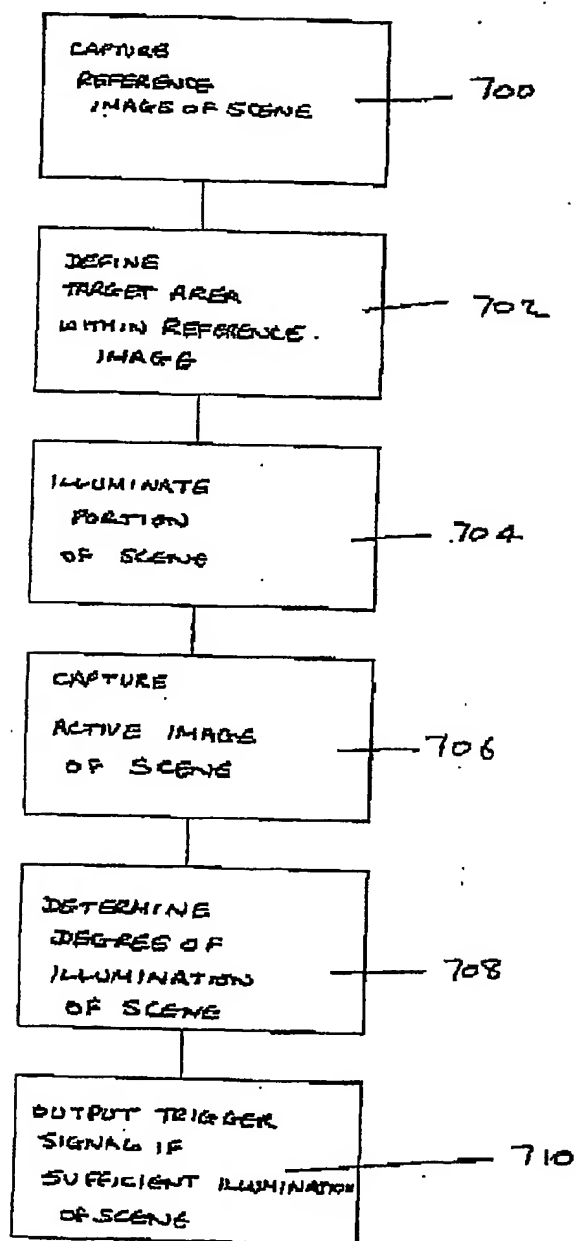 CAPTURE
REFERENCE
IMAGE OF SCENE
700
DEFINE
TARGET AREA
WITHIN REFERENCE.
IMAGE
702
ILLUMINATE
PORTION
OF SCENE
704
CAPTURE
ACTIVE IMAGE
OF SCENE
706
DETERMINE
DEGREE OF
ILLUMINATION
OF SCENE
708
OUTPUT TRIGGER
SIGNAL IF
SUFFICIENT ILLUMINATION
OF SCENE
710